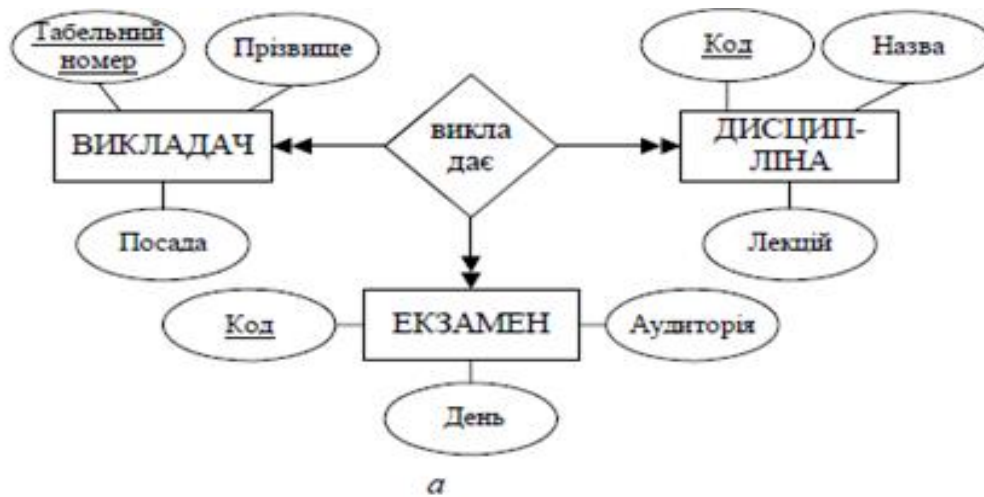 Табельний
номер
Прізвище
Код
Назва
ВИКЛАДАЧ
викла
дає
ДИСЦИП-
ЛІНА
Посада
Лекцій
Код
ЕКЗАМЕН
Аудиторія
День
а